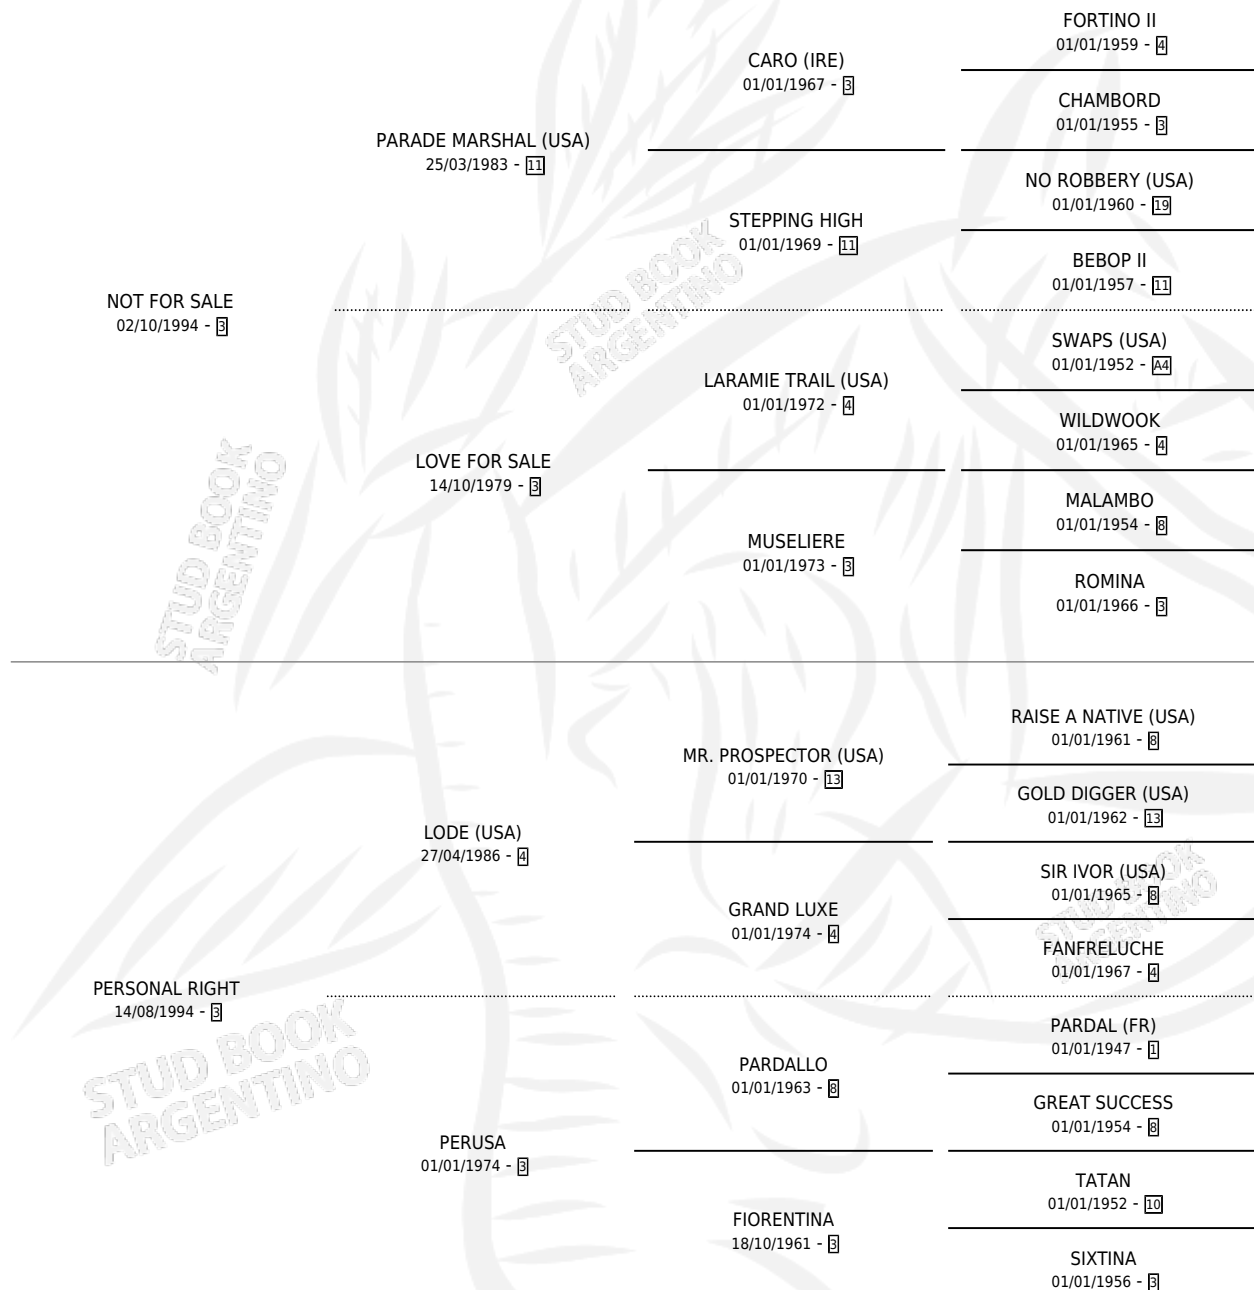 FORTINO II
01/01/1959 - 4
CARO (IRE)
01/01/1967 - 3
CHAMBORD
01/01/1955 - 3
PARADE MARSHAL (USA)
25/03/1983 - 11
NO ROBBERY (USA)
01/01/1960 - 19
STEPPING HIGH
01/01/1969 - 11
BEBOP II
01/01/1957 - 11
NOT FOR SALE
02/10/1994 - 3
SWAPS (USA)
01/01/1952 - A4
LARAMIE TRAIL (USA)
01/01/1972 - 4
WILDWOOK
01/01/1965 - 4
LOVE FOR SALE
14/10/1979 - 3
MALAMBO
01/01/1954 - 8
MUSELIERE
01/01/1973 - 3
ROMINA
01/01/1966 - 3
RAISE A NATIVE (USA)
01/01/1961 - 8
MR. PROSPECTOR (USA)
01/01/1970 - 13
GOLD DIGGER (USA)
01/01/1962 - 13
LODE (USA)
27/04/1986 - 4
SIR IVOR (USA)
01/01/1965 - 8
GRAND LUXE
01/01/1974 - 4
FANFRELUCHE
01/01/1967 - 4
PERSONAL RIGHT
14/08/1994 - 3
PARDAL (FR)
01/01/1947 - 1
PARDALLO
01/01/1963 - 8
GREAT SUCCESS
01/01/1954 - 8
PERUSA
01/01/1974 - 3
TATAN
01/01/1952 - 10
FIORENTINA
18/10/1961 - 3
SIXTINA
01/01/1956 - 3
STUD BOOK
ARGENTINO
STUD BOOK
ARGENTINO
STUD BOOK
ARGENTINO
STUD BOOK
ARGENTINO